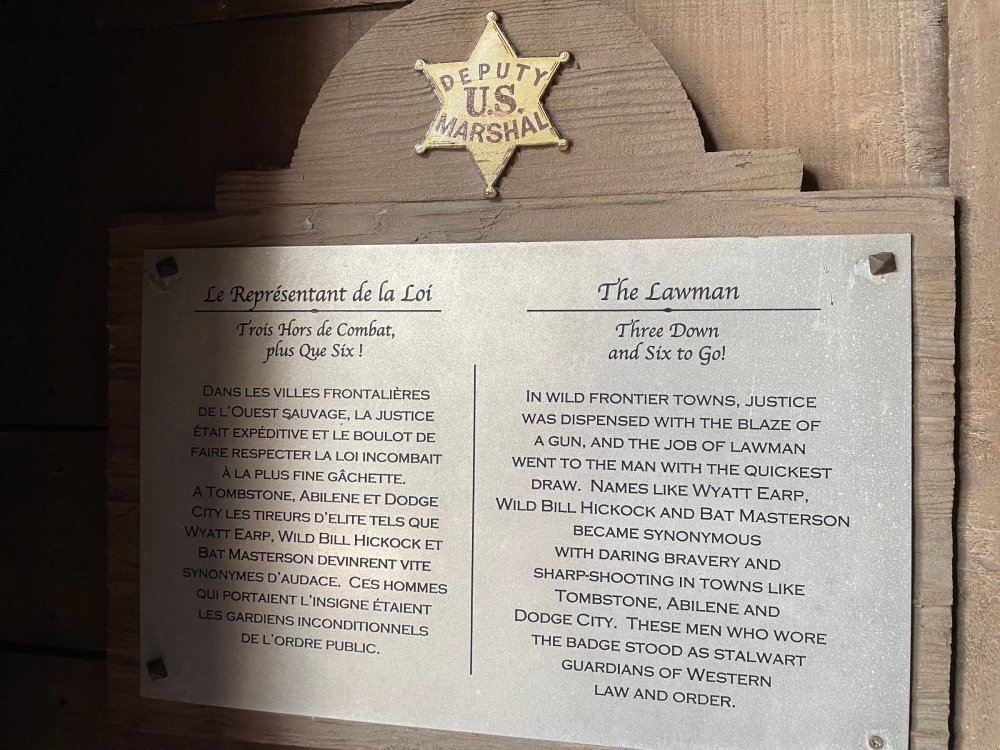 DEPUTY
U.S.
MARSHAL
Le Représentant de la Loi
Trois Hors de Combat,
plus Que Six !
DANS LES VILLES FRONTALIÈRES
DE L'OUEST SAUVAGE, LA JUSTICE
ÉTAIT EXPÉDITIVE ET LE BOULOT DE
FAIRE RESPECTER LA LOI INCOMBAIT
À LA PLUS FINE GÂCHETTE.
A TOMBSTONE, ABILENE ET DODGE
CITY LES TIREURS D'ELITE TELS QUE
WYATT EARP, WILD BILL HICKOCK ET
BAT MASTERSON DEVINRENT VITE
SYNONYMES D'AUDACE. CES HOMMES
QUI PORTAIENT L'INSIGNE ÉTAIENT
LES GARDIENS INCONDITIONNELS
DE L'ORDRE PUBLIC.
The Lawman
Three Down
and Six to Go!
IN WILD FRONTIER TOWNS, JUSTICE
WAS DISPENSED WITH THE BLAZE OF
A GUN, AND THE JOB OF LAWMAN
WENT TO THE MAN WITH THE QUICKEST
DRAW. NAMES LIKE WYATT EARP,
WILD BILL HICKOCK AND BAT MASTERSON
BECAME SYNONYMOUS
WITH DARING BRAVERY AND
SHARP-SHOOTING IN TOWNS LIKE
TOMBSTONE, ABILENE AND
DODGE CITY. THESE MEN WHO WORE
THE BADGE STOOD AS STALWART
GUARDIANS OF WESTERN
LAW AND ORDER.